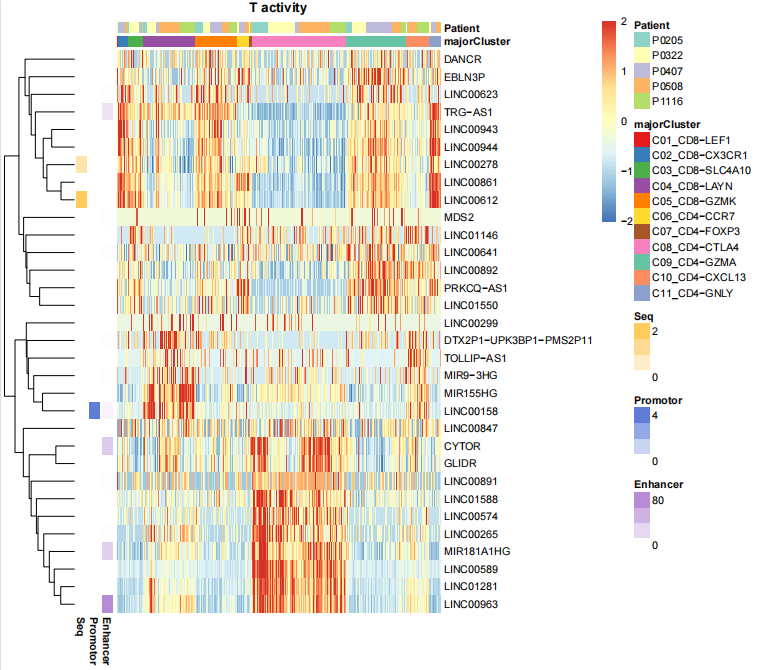 T activity
Patient
majorCluster
DANCR
EBLN3P
LINC00623
TRG−AS1
LINC00943
LINC00944
LINC00278
LINC00861
LINC00612
MDS2
LINC01146
LINC00641
LINC00892
PRKCQ−AS1
LINC01550
LINC00299
DTX2P1−UPK3BP1−PMS2P11
TOLLIP−AS1
MIR9−3HG
MIR155HG
LINC00158
LINC00847
CYTOR
GLIDR
LINC00891
LINC01588
LINC00574
LINC00265
MIR181A1HG
LINC00589
LINC01281
LINC00963
Seq
Promotor
Enhancer
2
1
0
−1
−2
Patient
P0205
P0322
P0407
P0508
P1116
majorCluster
C01_CD8−LEF1
C02_CD8−CX3CR1
C03_CD8−SLC4A10
C04_CD8−LAYN
C05_CD8−GZMK
C06_CD4−CCR7
C07_CD4−FOXP3
C08_CD4−CTLA4
C09_CD4−GZMA
C10_CD4−CXCL13
C11_CD4−GNLY
Seq
2
0
Promotor
4
0
Enhancer
80
0